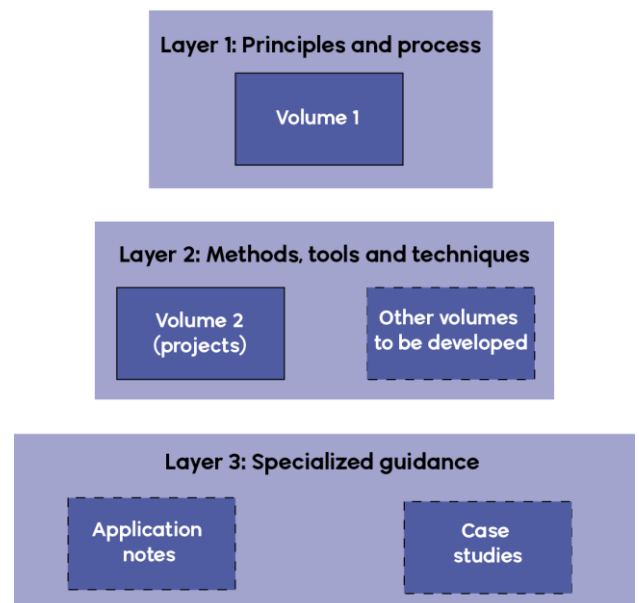 Layer 1: Principles and process
Volume 1
Layer 2: Methods, tools and techniques
Volume 2
(projects)
Other volumes
to be developed
Layer 3: Specialized guidance
Application
notes
Case
studies